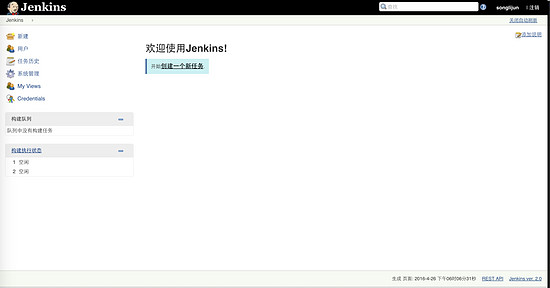 Jenkins
查找
songlijun
注销
Jenkins
关闭自动刷新
新建
用户
任务历史
系统管理
My Views
Credentials
添加说明
欢迎使用Jenkins!
开始创建一个新任务.
构建队列
队列中没有构建任务
构建执行状态
1 空闲
2 空闲
生成 页面: 2016-4-26 下午06时06分31秒 REST API Jenkins ver. 2.0